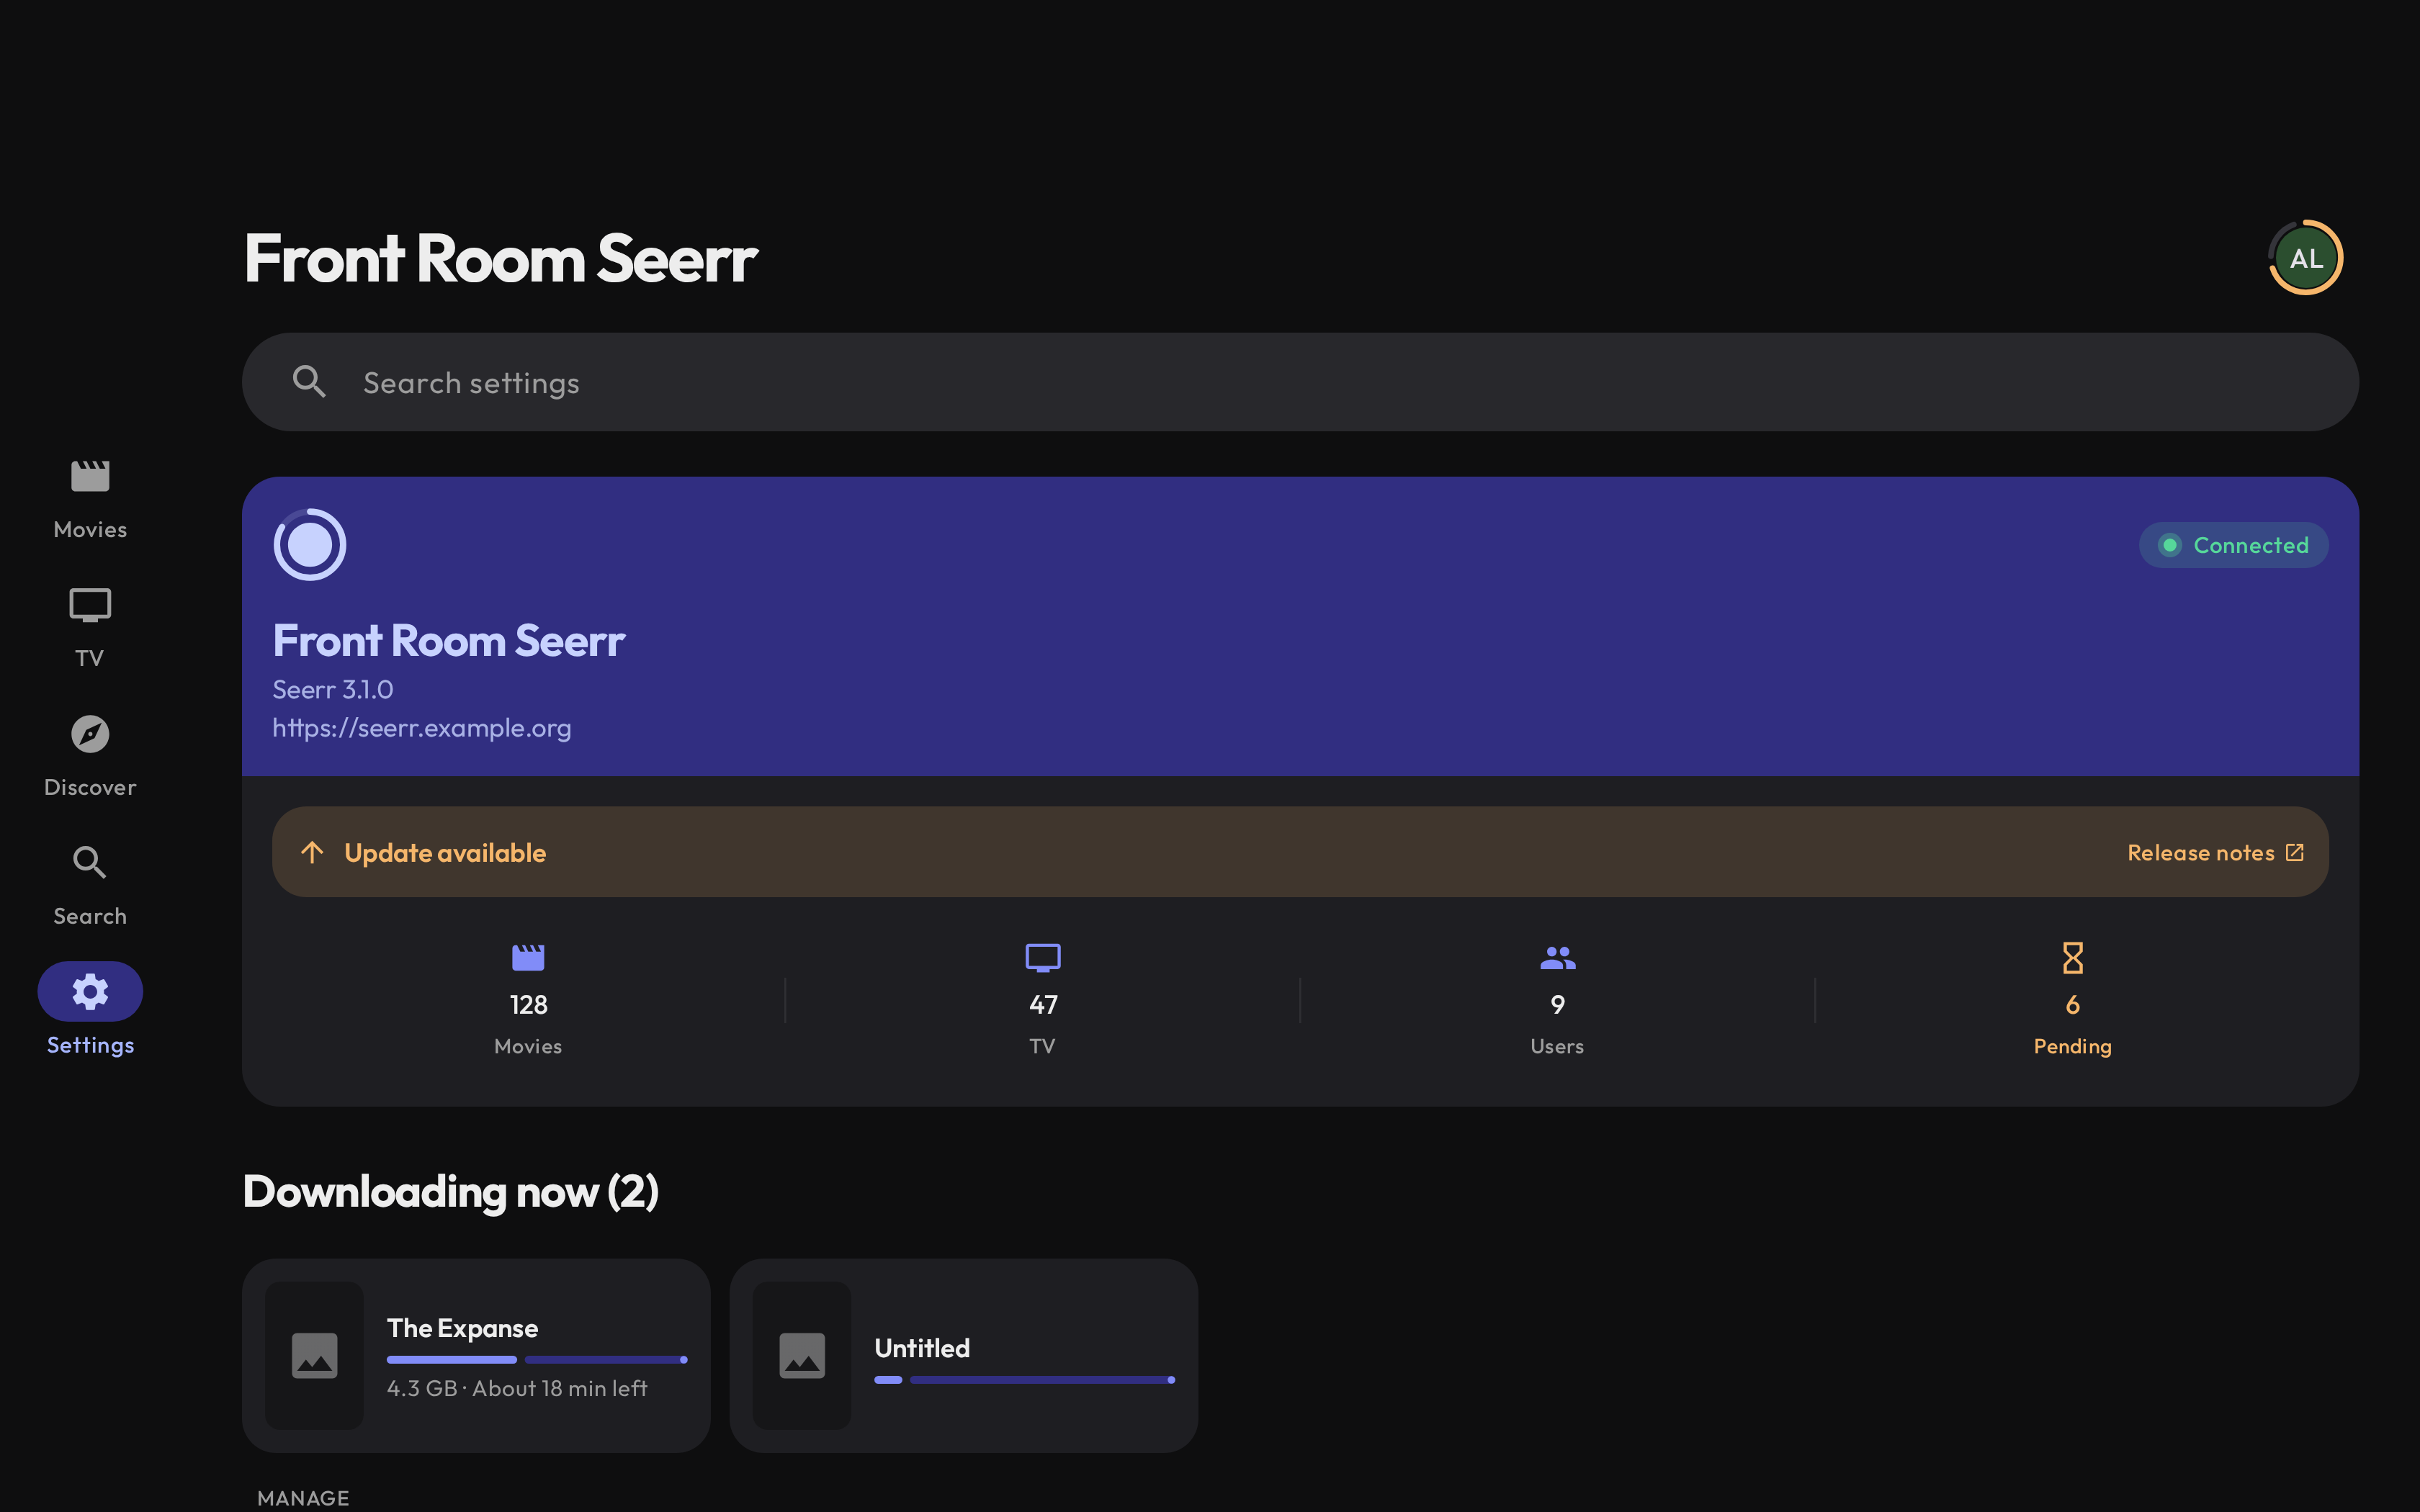 Front Room Seerr
AL
Search settings
Movies
TV
Discover
Search
Settings
Connected
Front Room Seerr
Seerr 3.1.0
https://seerr.example.org
Update available
Release notes
128
Movies
47
TV
9
Users
6
Pending
Downloading now (2)
The Expanse
4.3 GB · About 18 min left
Untitled
MANAGE